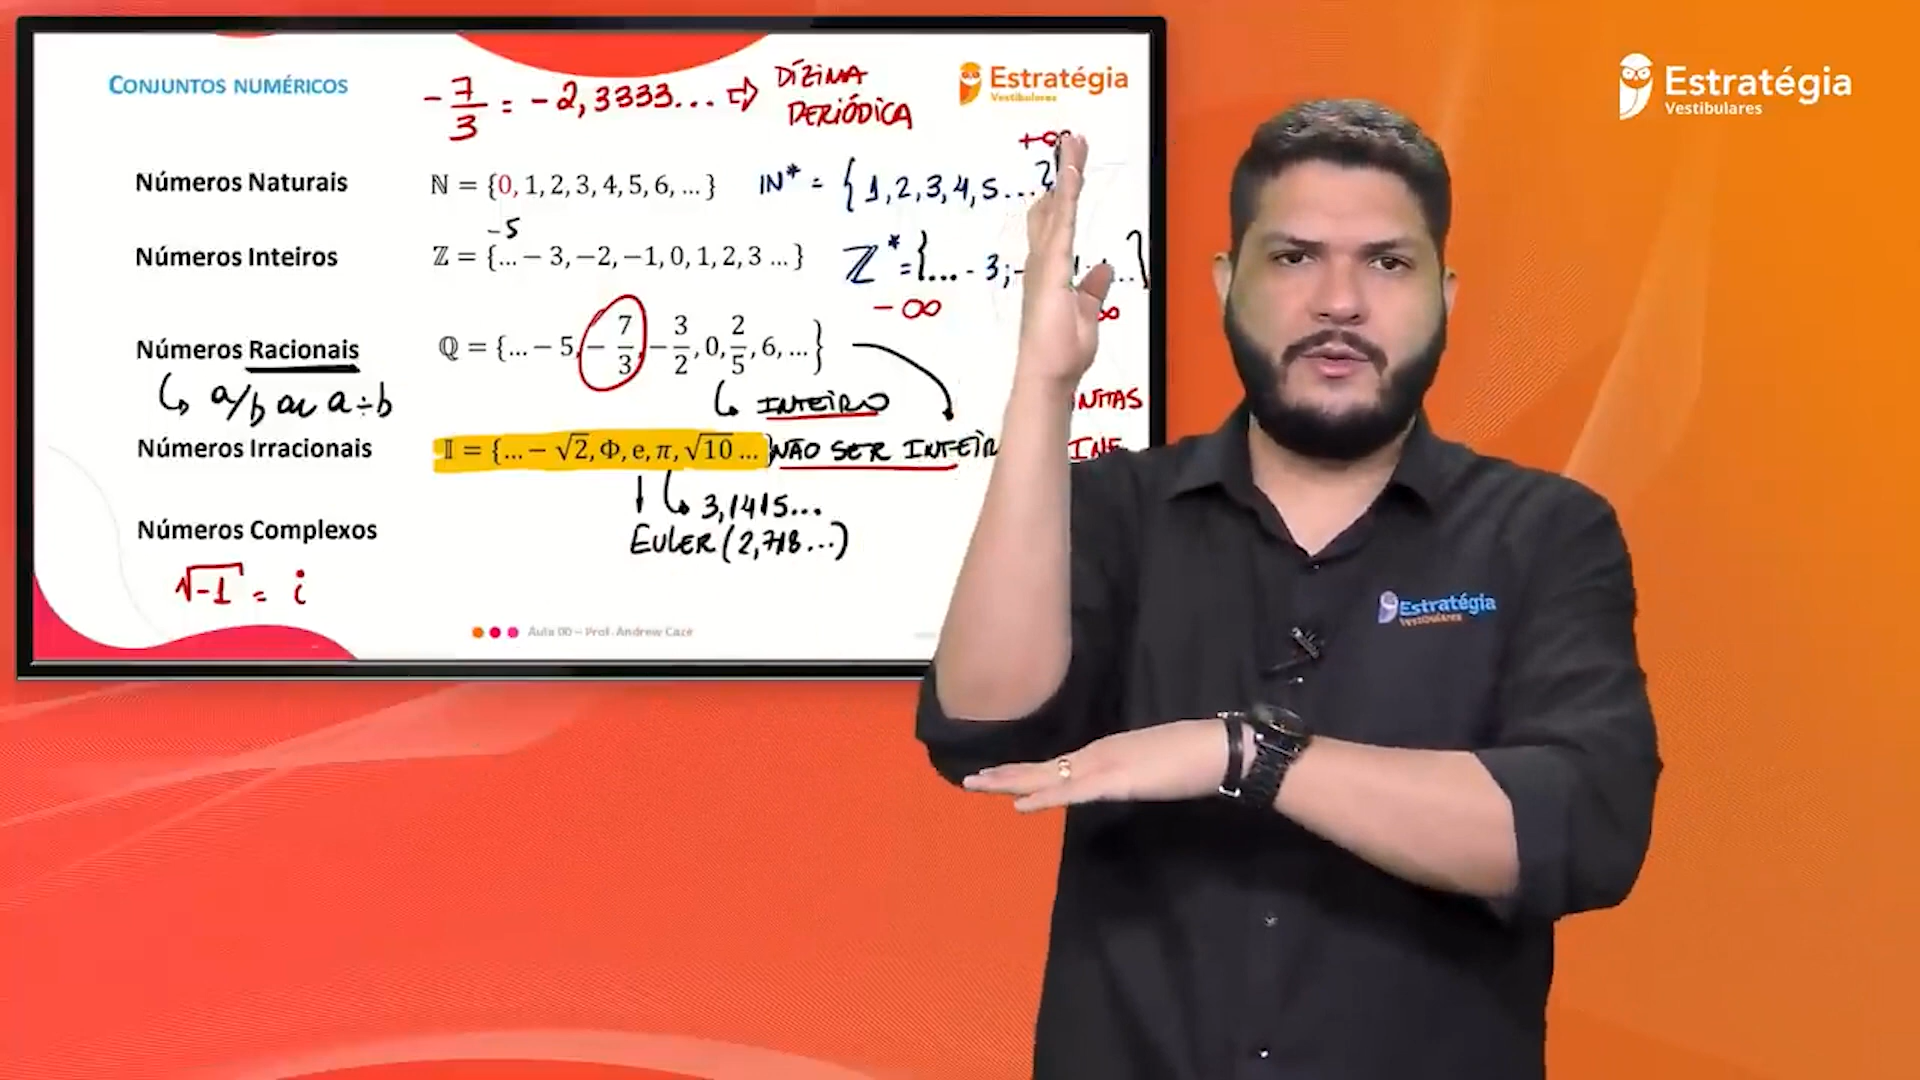 CONJUNTOS NUMÉRICOS
-7/3 = -2,3333... ⇨ DÍZIMA PERIÓDICA
Estratégia
Vestibulares
Estratégia
Vestibulares
+∞
Números Naturais ℕ = {0, 1, 2, 3, 4, 5, 6, ... } IN* = {1,2,3,4,5...}
-5
Números Inteiros ℤ = {... − 3, −2, −1, 0, 1, 2, 3 ... } Z* = {...-3;-
-∞
Números Racionais ℚ = {... − 5, − 7/3, − 3/2, 0, 2/5, 6, ... }
↳ a/b ou a÷b
↳ INTEIRO
Números Irracionais 𝕀 = {... − √2, Φ, e, π, √10 ... } NÃO SER INTEIR
↳ 3,1415...
Números Complexos
EULER (2,718...)
√-1 = i
Aula 00 – Prof. Andrew Cazé
Estratégia
VESTIBULARES